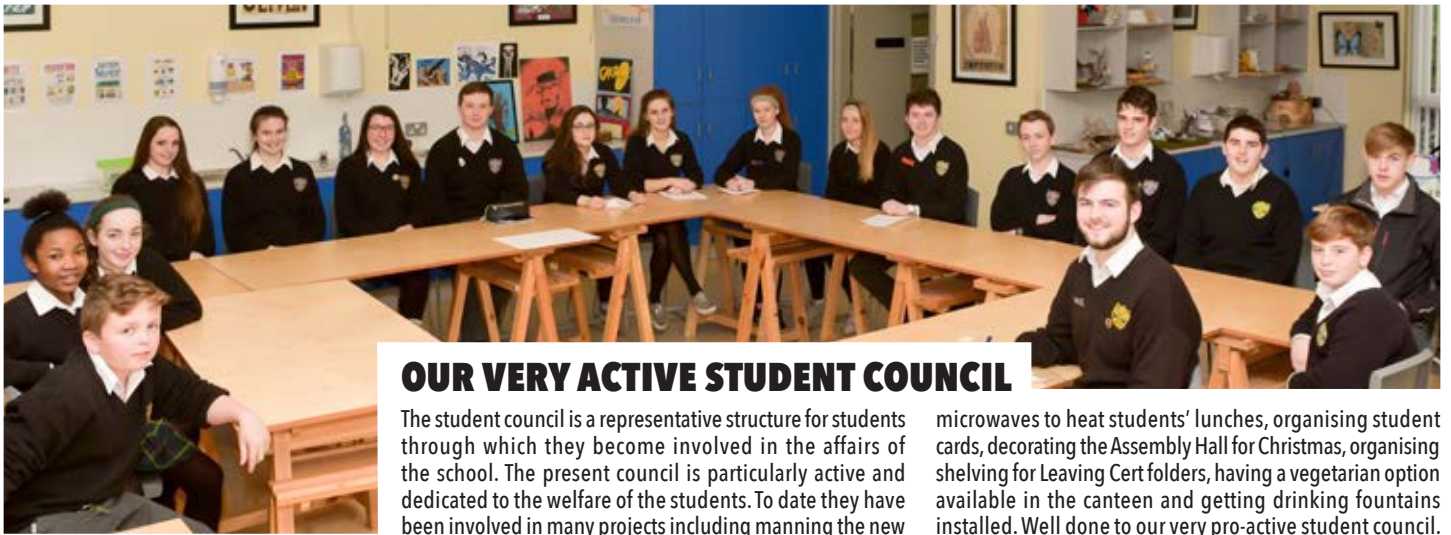 OUR VERY ACTIVE STUDENT COUNCIL
The student council is a representative structure for students
through which they become involved in the affairs of
the school. The present council is particularly active and
dedicated to the welfare of the students. To date they have
been involved in many projects including manning the new
microwaves to heat students’ lunches, organising student
cards, decorating the Assembly Hall for Christmas, organising
shelving for Leaving Cert folders, having a vegetarian option
available in the canteen and getting drinking fountains
installed. Well done to our very pro-active student council.